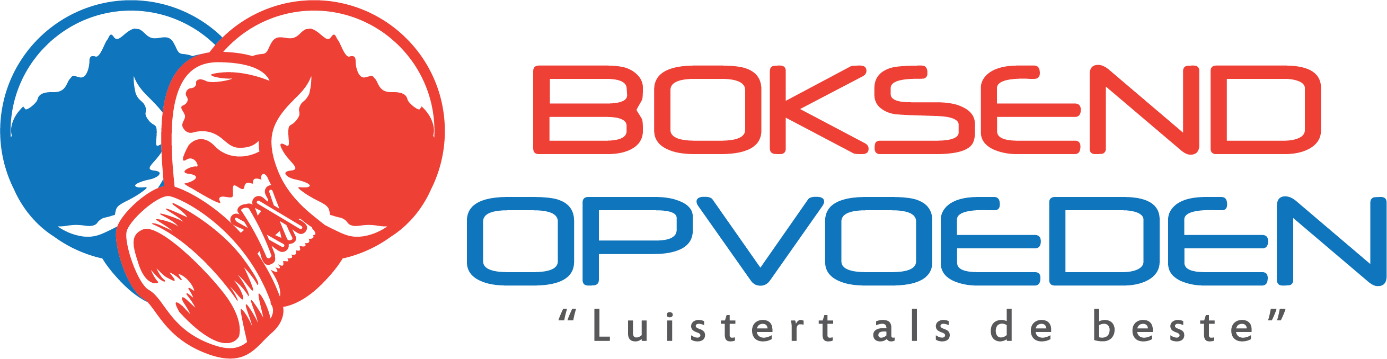 BOKSEND
OPVOEDEN
“Luistert als de beste”